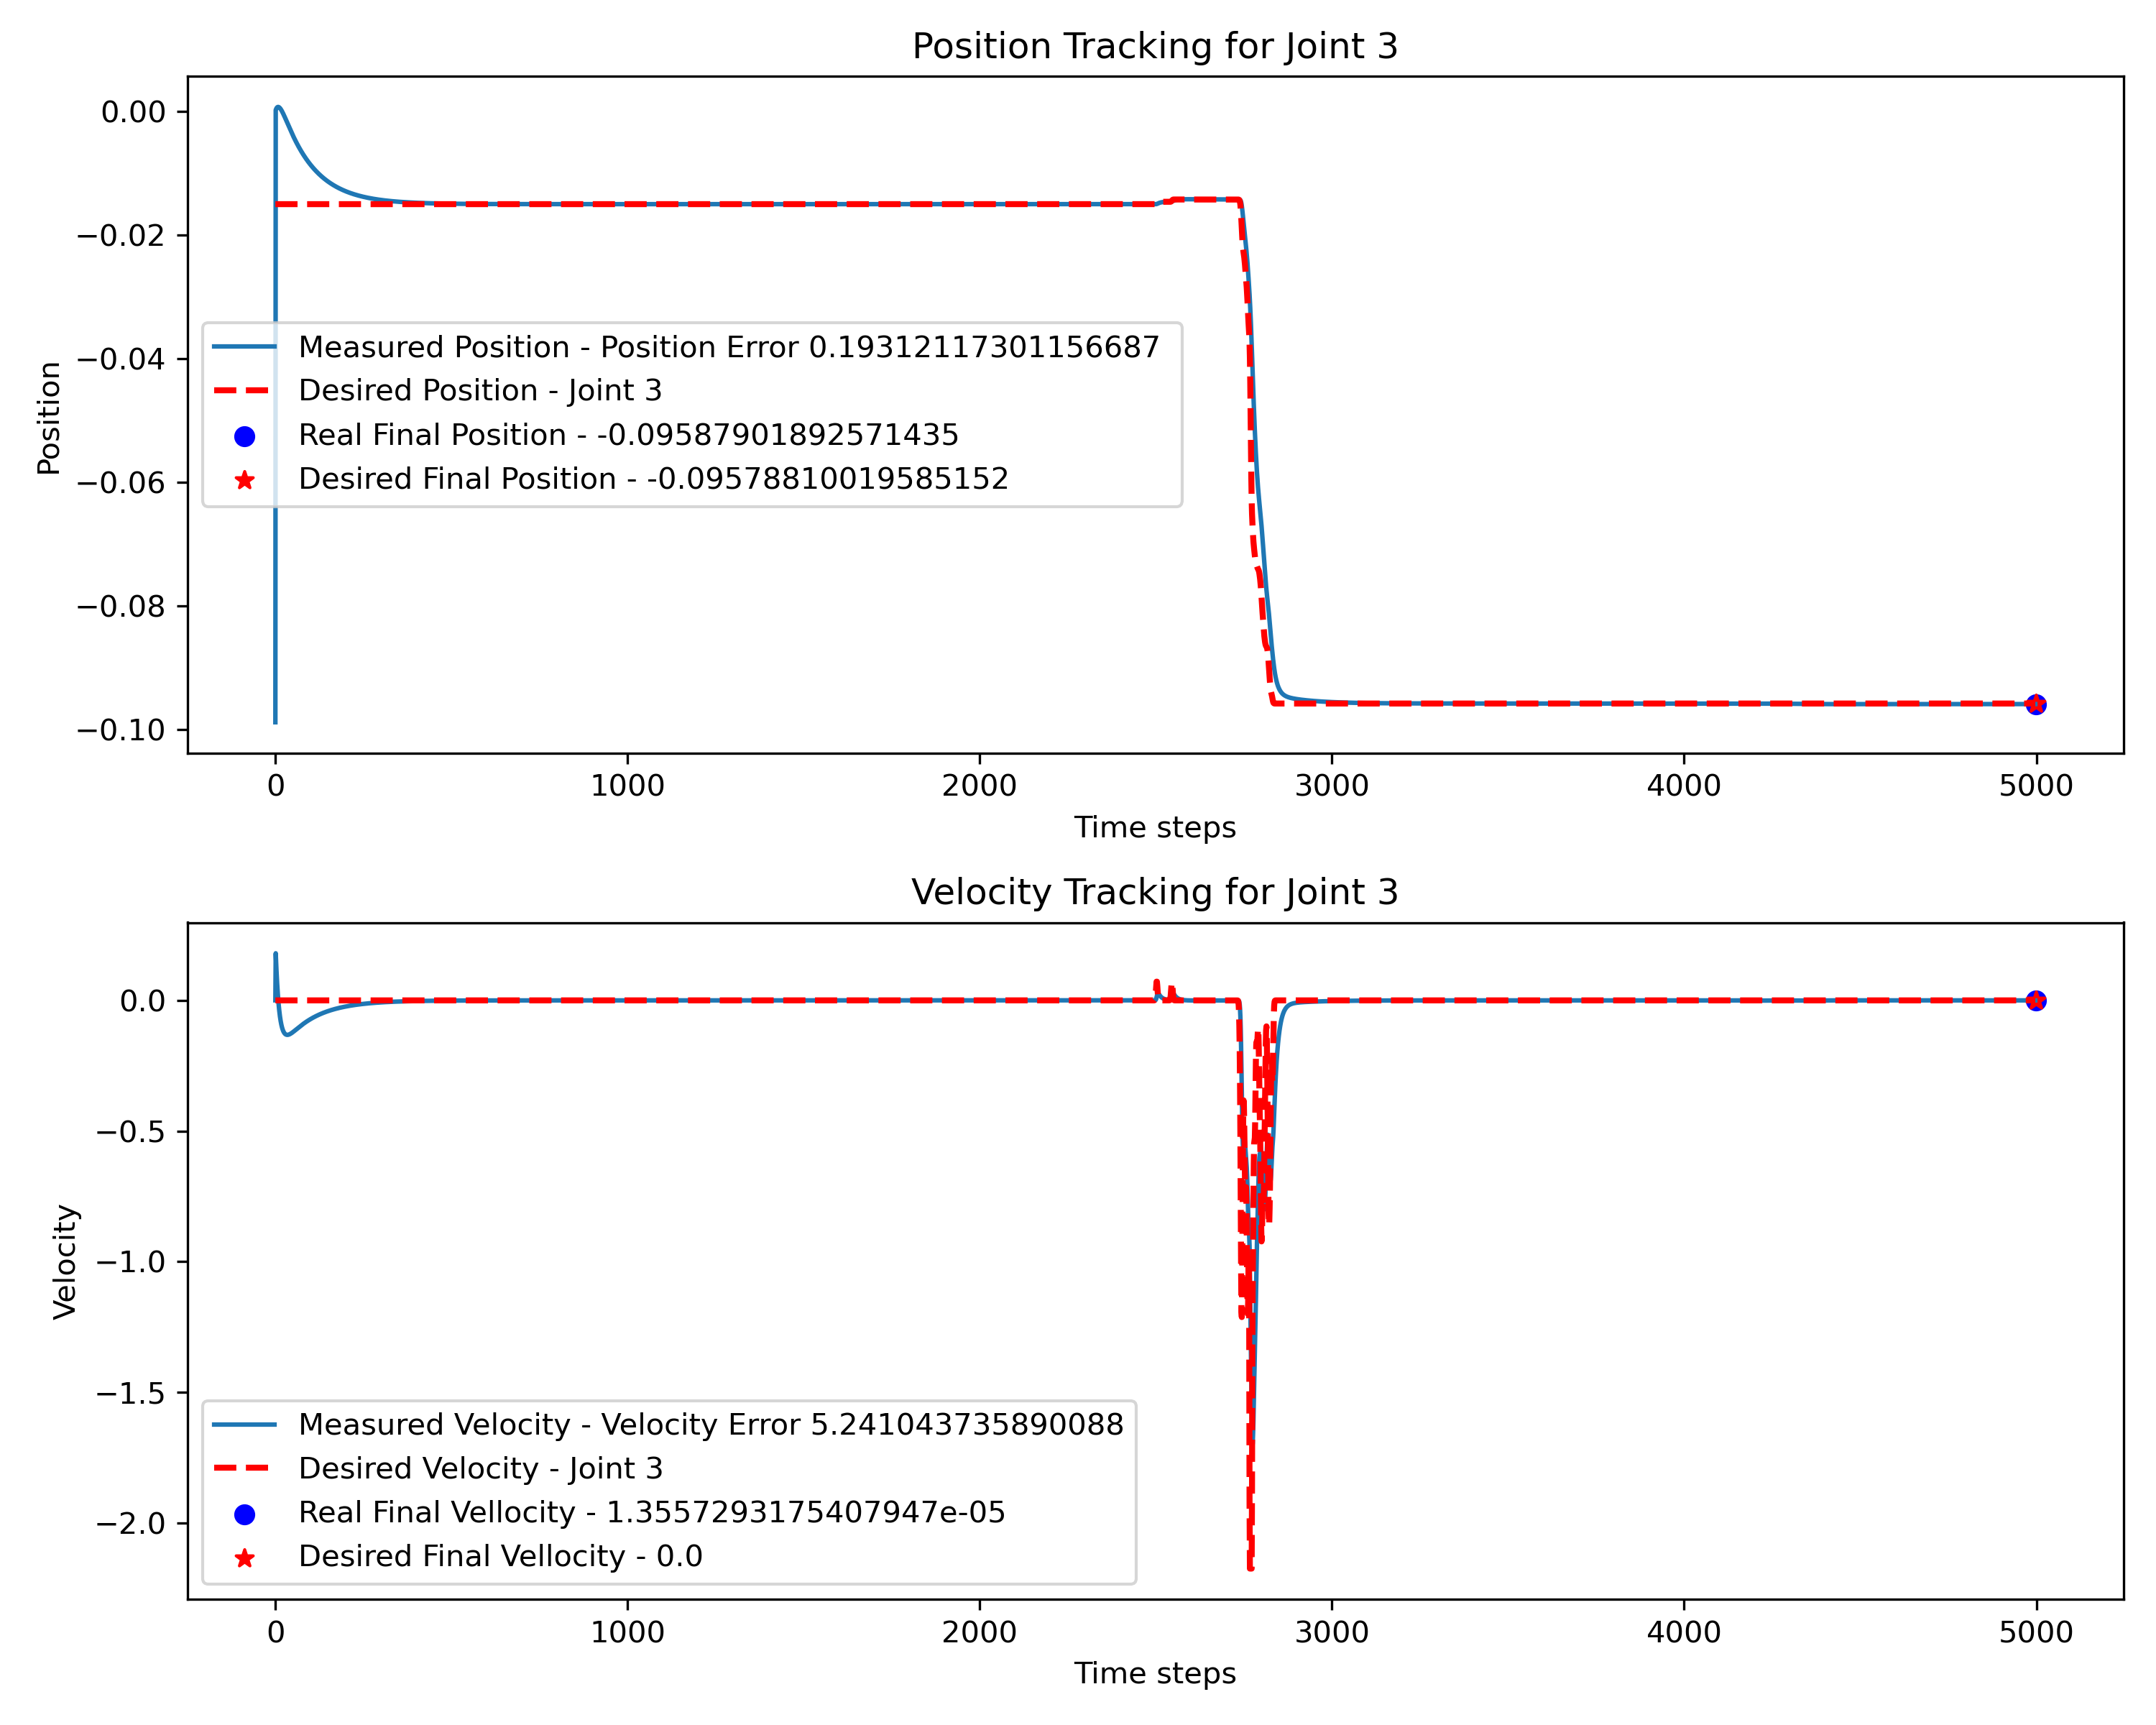 Position Tracking for Joint 3
0.00
−0.02
−0.04
−0.06
−0.08
−0.10
Position
Measured Position - Position Error 0.19312117301156687
Desired Position - Joint 3
Real Final Position - -0.09587901892571435
Desired Final Position - -0.09578810019585152
0 1000 2000 3000 4000 5000
Time steps
Velocity Tracking for Joint 3
0.0
−0.5
−1.0
−1.5
−2.0
Velocity
Measured Velocity - Velocity Error 5.241043735890088
Desired Velocity - Joint 3
Real Final Vellocity - 1.3557293175407947e-05
Desired Final Vellocity - 0.0
0 1000 2000 3000 4000 5000
Time steps